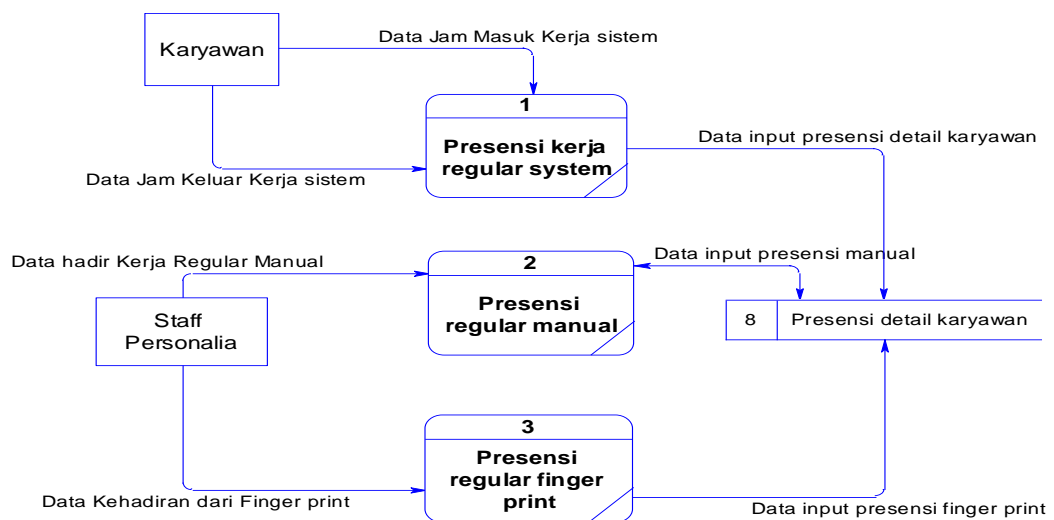 Karyawan
Data Jam Masuk Kerja sistem
1
Presensi kerja
regular system
Data input presensi detail karyawan
Data Jam Keluar Kerja sistem
Data hadir Kerja Regular Manual
2
Presensi
regular manual
Data input presensi manual
Staff
Personalia
8 Presensi detail karyawan
3
Presensi
regular finger
print
Data Kehadiran dari Finger print
Data input presensi finger print